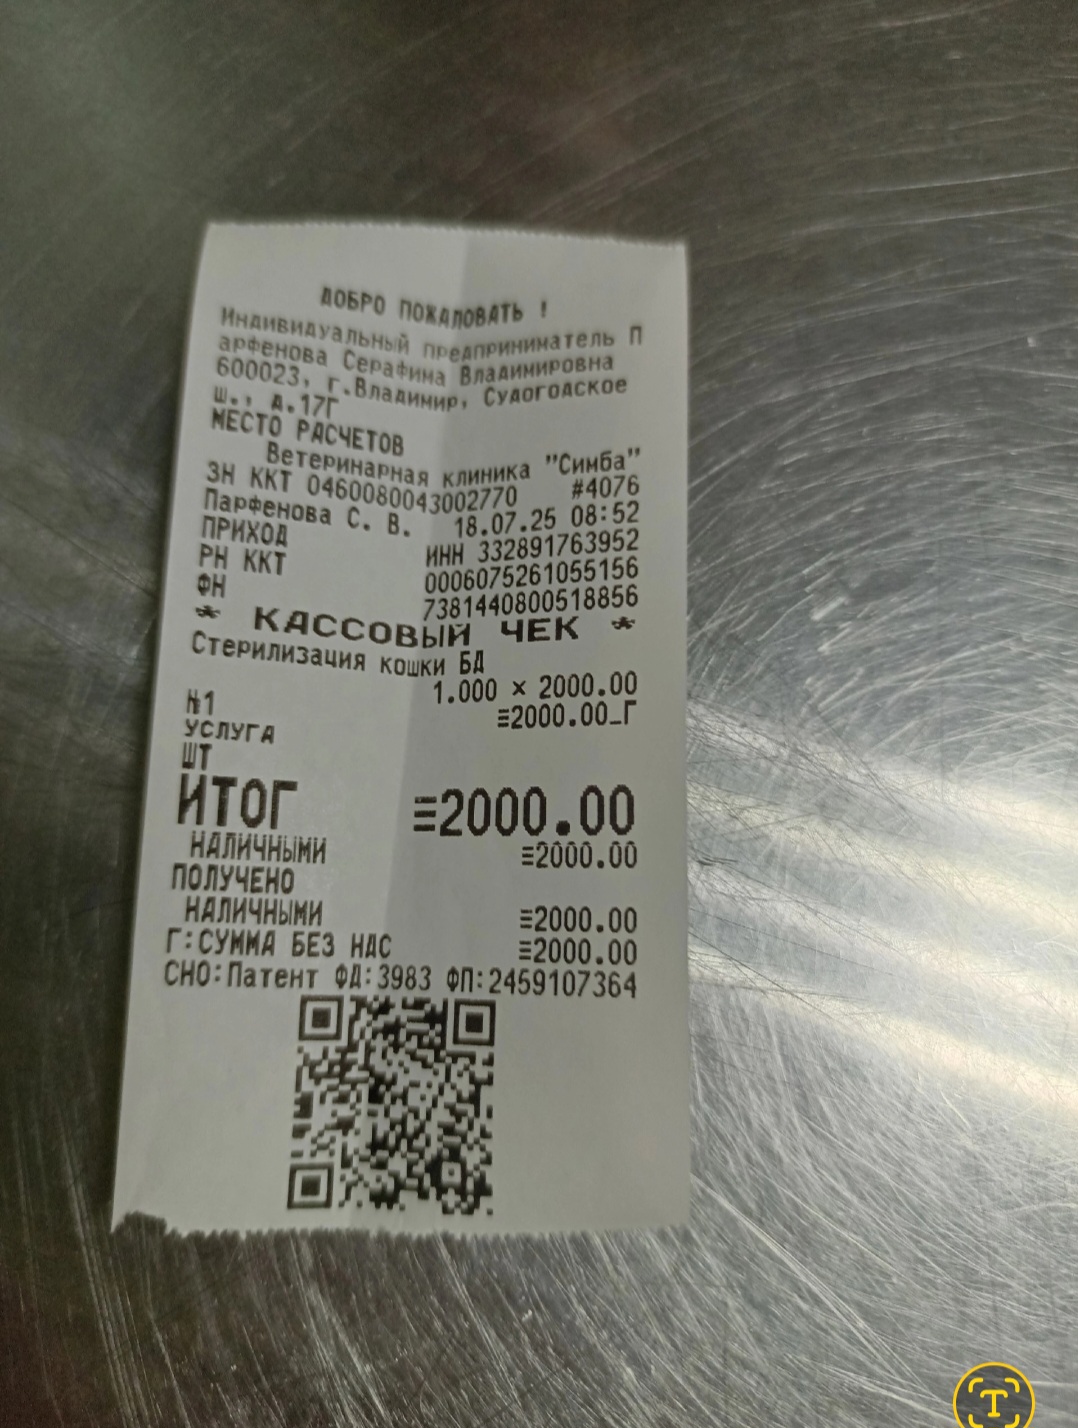 ДОБРО ПОЖАЛОВАТЬ !
Индивидуальный предприниматель П
арфенова Серафима Владимировна
600023, г.Владимир, Судогодское
ш., д.17Г
МЕСТО РАСЧЕТОВ
Ветеринарная клиника "Симба"
ЗН ККТ 0460080043002770 #4076
Парфенова С. В. 18.07.25 08:52
ПРИХОД ИНН 332891763952
РН ККТ 0006075261055156
ФН 7381440800518856
* КАССОВЫЙ ЧЕК *
Стерилизация кошки БД
1.000 × 2000.00
№1 ≡2000.00_Г
УСЛУГА
ШТ
ИТОГ ≡2000.00
НАЛИЧНЫМИ ≡2000.00
ПОЛУЧЕНО
НАЛИЧНЫМИ ≡2000.00
Г:СУММА БЕЗ НДС ≡2000.00
СНО:Патент ФД:3983 ФП:2459107364